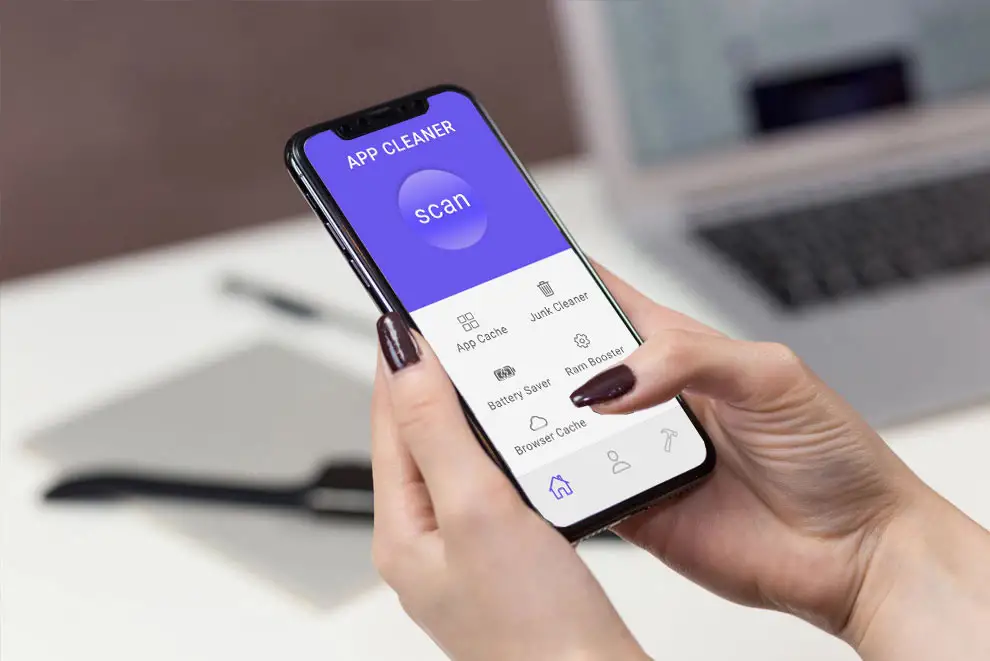 APP CLEANER
scan
App Cache
Junk Cleaner
Battery Saver
Ram Booster
Browser Cache